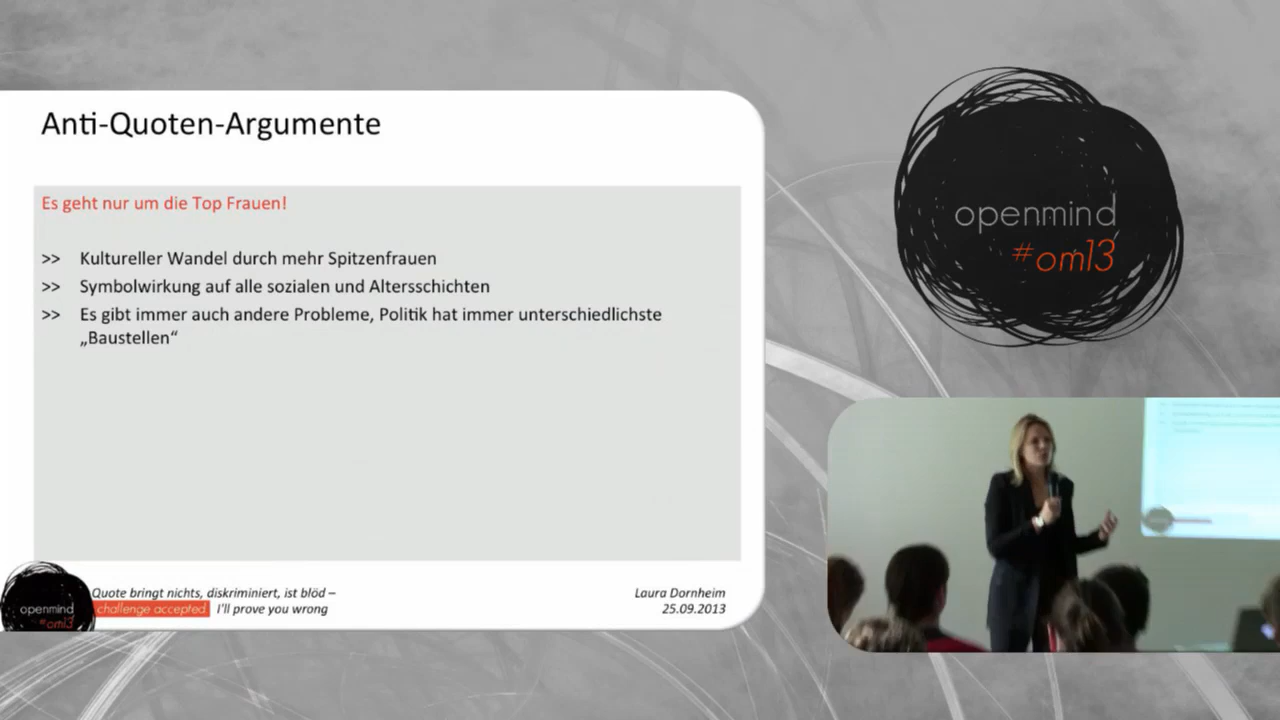 Anti-Quoten-Argumente
Es geht nur um die Top Frauen!
>> Kultureller Wandel durch mehr Spitzenfrauen
>> Symbolwirkung auf alle sozialen und Altersschichten
>> Es gibt immer auch andere Probleme, Politik hat immer unterschiedlichste
„Baustellen“
openmind
#om13
Quote bringt nichts, diskriminiert, ist blöd –
challenge accepted I'll prove you wrong
Laura Dornheim
25.09.2013
openmind
#om13